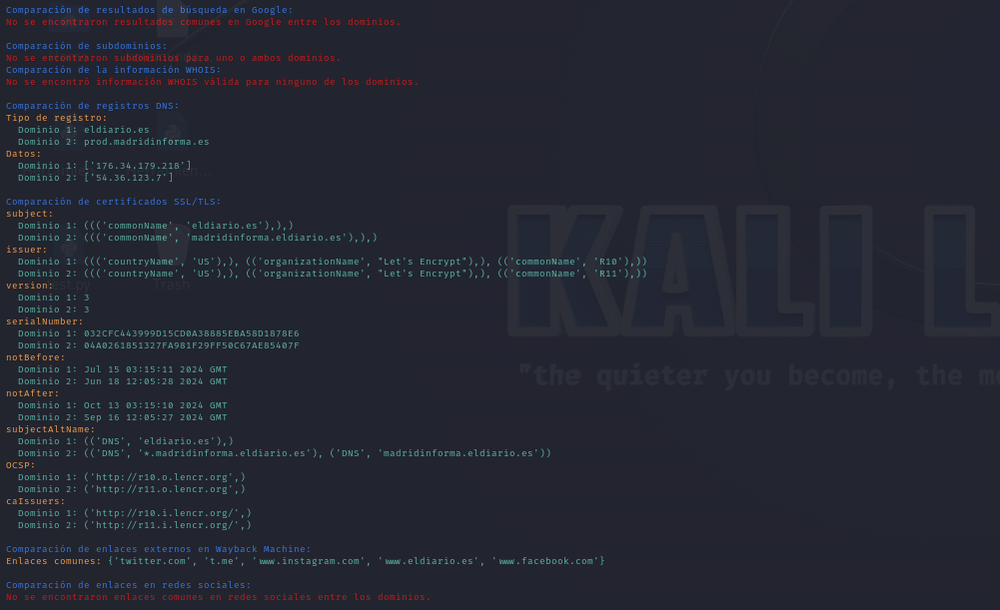 Comparación de resultados de búsqueda en Google:
No se encontraron resultados comunes en Google entre los dominios.
Comparación de subdominios:
No se encontraron subdominios para uno o ambos dominios.
Comparación de la información WHOIS:
No se encontró información WHOIS válida para ninguno de los dominios.
Comparación de registros DNS:
Tipo de registro:
Dominio 1: eldiario.es
Dominio 2: prod.madridinforma.es
Datos:
Dominio 1: ['176.34.179.218']
Dominio 2: ['54.36.123.7']
Comparación de certificados SSL/TLS:
subject:
Dominio 1: ((('commonName', 'eldiario.es'),),)
Dominio 2: ((('commonName', 'madridinforma.eldiario.es'),),)
issuer:
Dominio 1: ((('countryName', 'US'),), (('organizationName', "Let's Encrypt"),), (('commonName', 'R10'),))
Dominio 2: ((('countryName', 'US'),), (('organizationName', "Let's Encrypt"),), (('commonName', 'R11'),))
version:
Dominio 1: 3
Dominio 2: 3
serialNumber:
Dominio 1: 032CFC443999D15CD0A38885EBA58D1878E6
Dominio 2: 04A0261851327FA981F29FF50C67AE85407F
notBefore:
Dominio 1: Jul 15 03:15:11 2024 GMT
Dominio 2: Jun 18 12:05:28 2024 GMT
notAfter:
Dominio 1: Oct 13 03:15:10 2024 GMT
Dominio 2: Sep 16 12:05:27 2024 GMT
subjectAltName:
Dominio 1: (('DNS', 'eldiario.es'),)
Dominio 2: (('DNS', '*.madridinforma.eldiario.es'), ('DNS', 'madridinforma.eldiario.es'))
OCSP:
Dominio 1: ('http://r10.o.lencr.org',)
Dominio 2: ('http://r11.o.lencr.org',)
caIssuers:
Dominio 1: ('http://r10.i.lencr.org/',)
Dominio 2: ('http://r11.i.lencr.org/',)
Comparación de enlaces externos en Wayback Machine:
Enlaces comunes: {'twitter.com', 't.me', 'www.instagram.com', 'www.eldiario.es', 'www.facebook.com'}
Comparación de enlaces en redes sociales:
No se encontraron enlaces comunes en redes sociales entre los dominios.
Trash
KALI L
"the quieter you become, the m